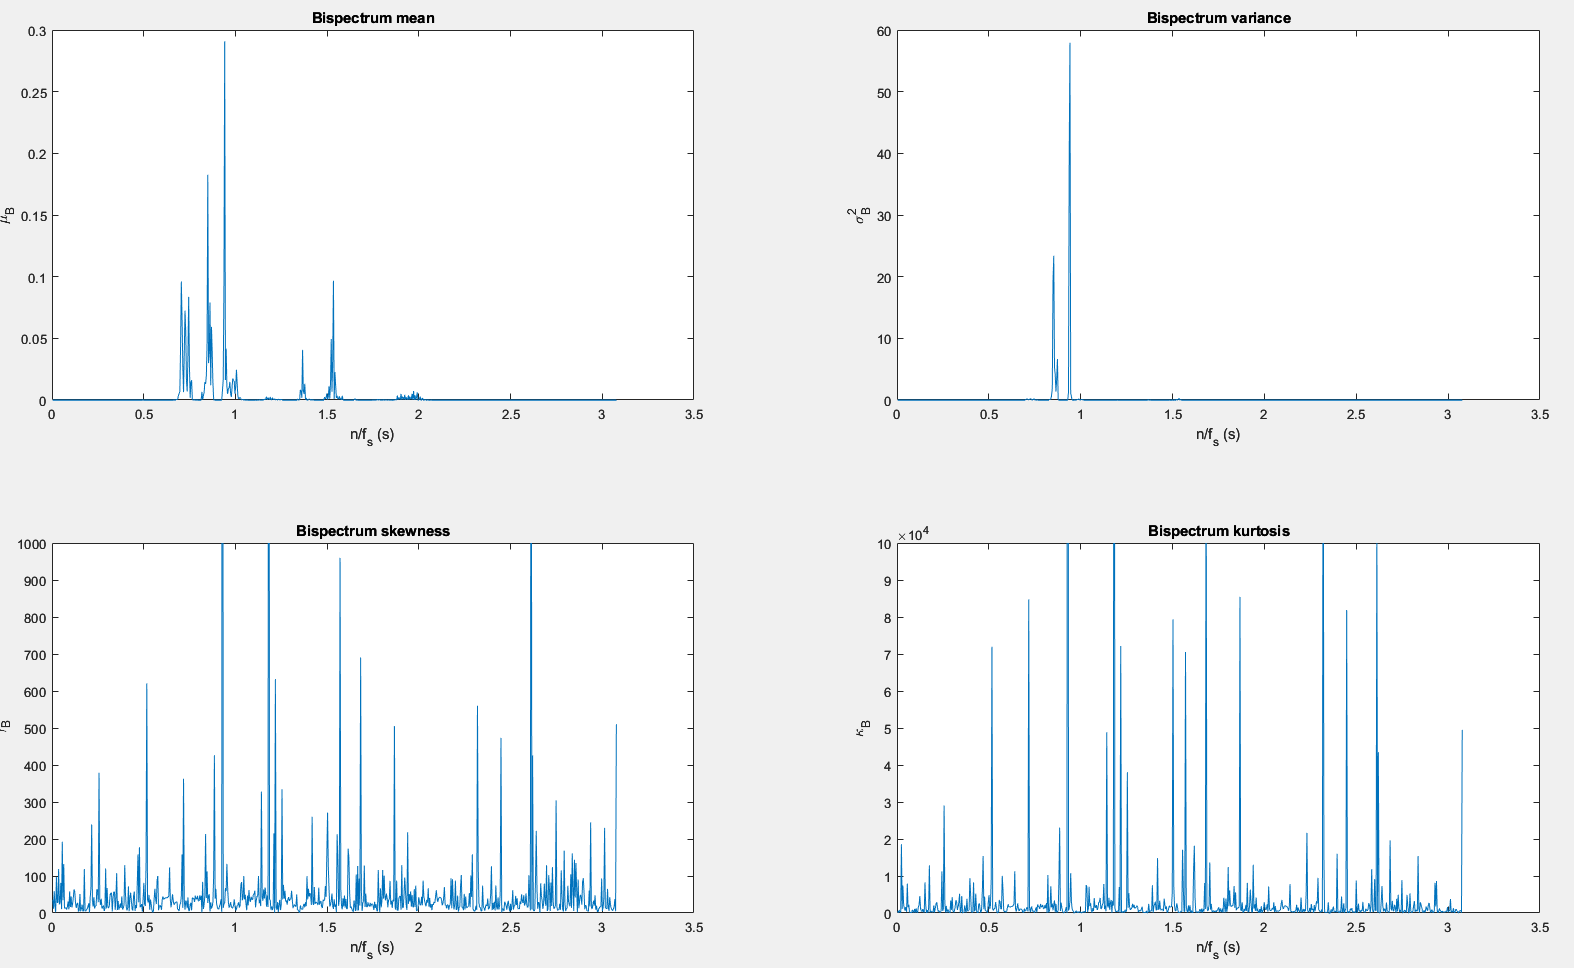 Bispectrum mean
0.3
0.25
0.2
0.15
0.1
0.05
0
μB
0 0.5 1 1.5 2 2.5 3 3.5
n/fs (s)
Bispectrum variance
60
50
40
30
20
10
0
σ²B
0 0.5 1 1.5 2 2.5 3 3.5
n/fs (s)
Bispectrum skewness
1000
900
800
700
600
500
400
300
200
100
0
B
0 0.5 1 1.5 2 2.5 3 3.5
n/fs (s)
Bispectrum kurtosis
×10⁴
10
9
8
7
6
5
4
3
2
1
0
κB
0 0.5 1 1.5 2 2.5 3 3.5
n/fs (s)